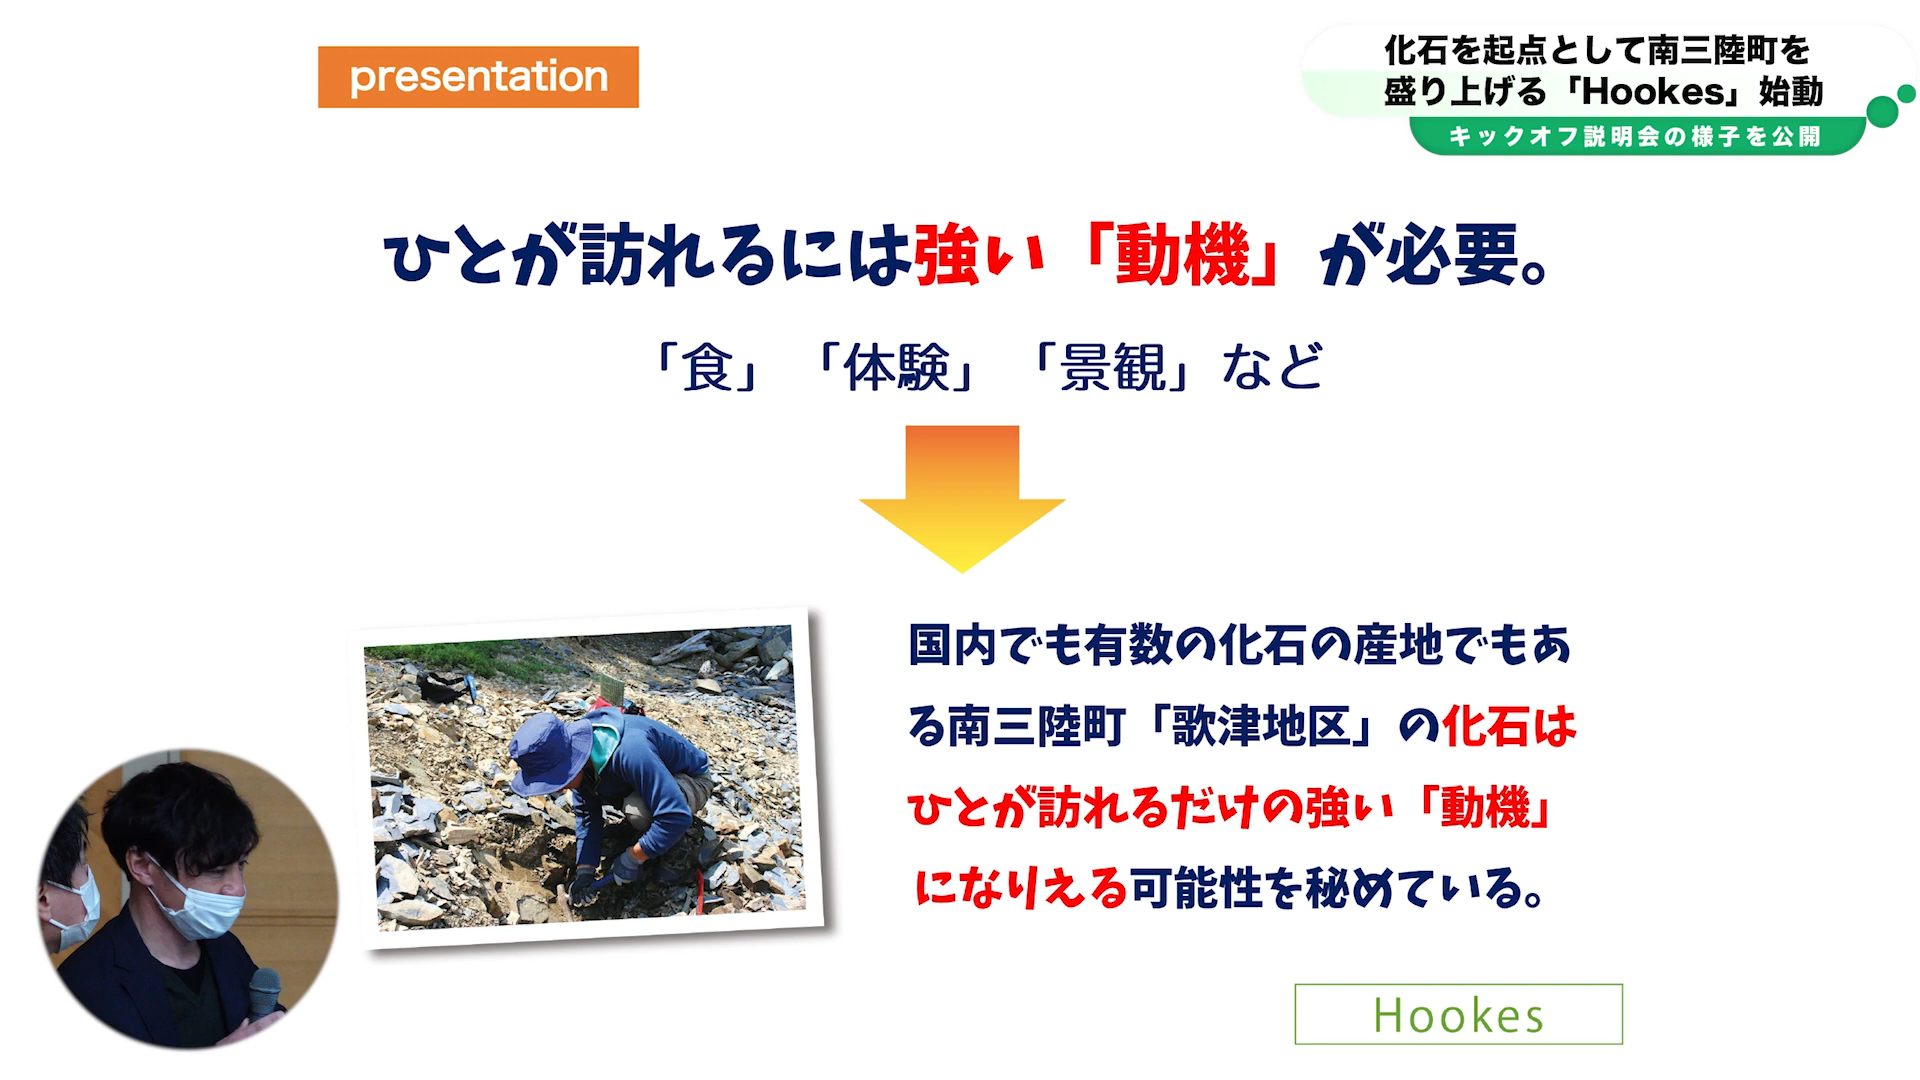 presentation
化石を起点として南三陸町を
盛り上げる「Hookes」始動
キックオフ説明会の様子を公開
ひとが訪れるには強い「動機」が必要。
「食」「体験」「景観」など
国内でも有数の化石の産地でもあ
る南三陸町「歌津地区」の化石は
ひとが訪れるだけの強い「動機」
になりえる可能性を秘めている。
Hookes